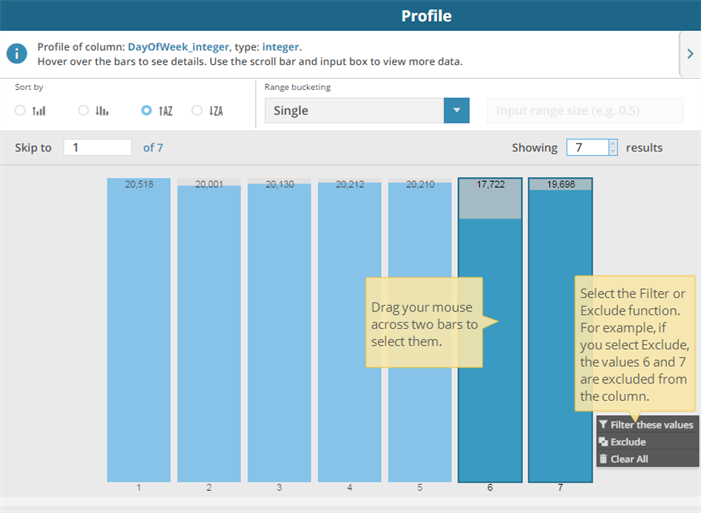 Profile
Profile of column: DayOfWeek_integer, type: integer.
Hover over the bars to see details. Use the scroll bar and input box to view more data.
Sort by
Range bucketing
AZ
ZA
Single
Input range size (e.g. 0.5)
Skip to 1 of 7
Showing 7 results
20,516 20,001 20,130 20,212 20,210 17,722 19,696
Drag your mouse
across two bars to
select them.
Select the Filter or
Exclude function.
For example, if
you select Exclude,
the values 6 and 7
are excluded from
the column.
Filter these values
Exclude
Clear All
1 2 3 4 5 6 7